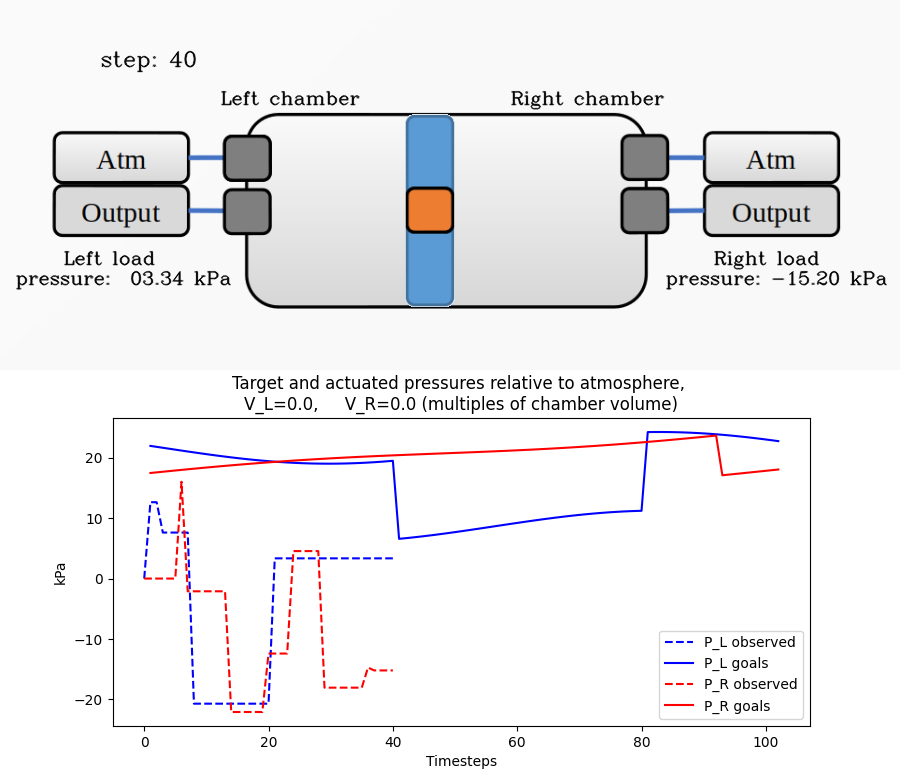 step: 40
Left chamber
Right chamber
Atm
Output
Atm
Output
Left load
pressure:  03.34 kPa
Right load
pressure: −15.20 kPa
Target and actuated pressures relative to atmosphere,
V_L=0.0,     V_R=0.0 (multiples of chamber volume)
kPa
20
10
0
−10
−20
P_L observed
P_L goals
P_R observed
P_R goals
0 20 40 60 80 100
Timesteps